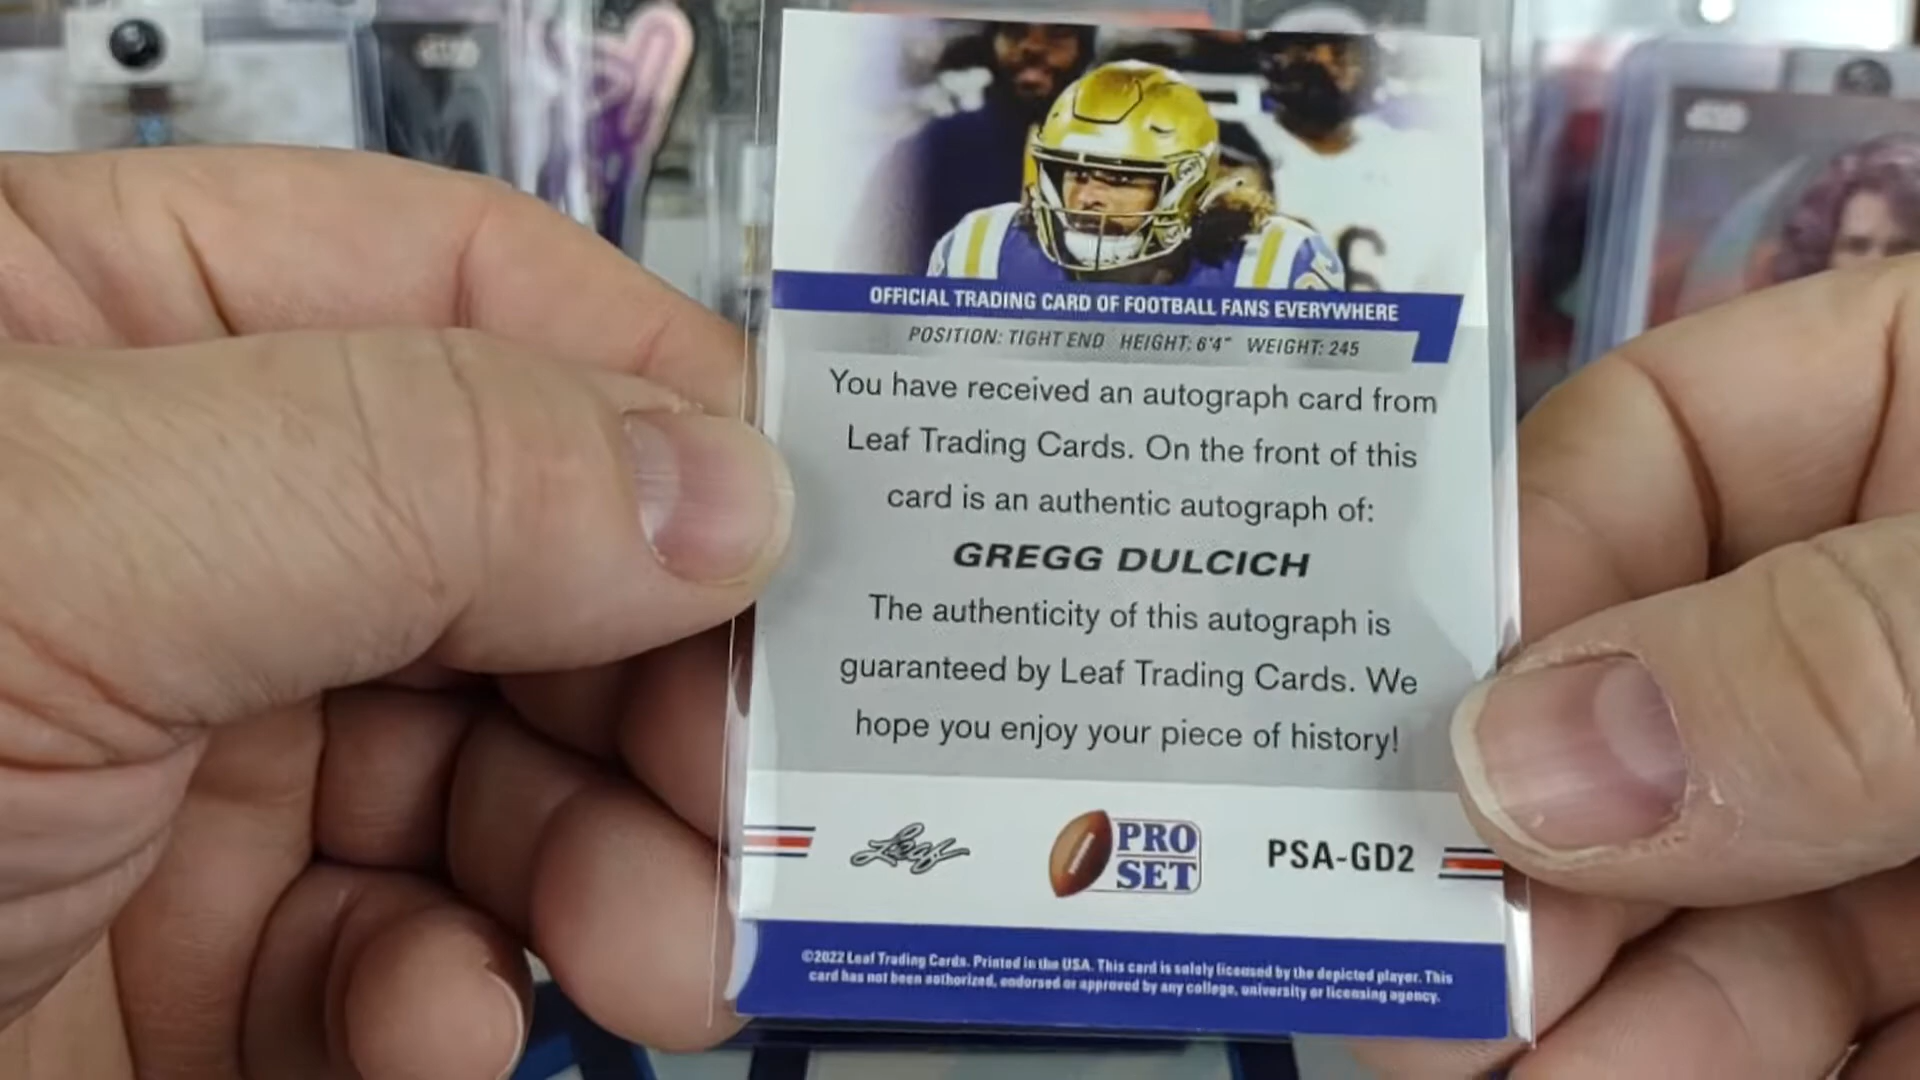 OFFICIAL TRADING CARD OF FOOTBALL FANS EVERYWHERE
POSITION: TIGHT END HEIGHT: 6'4" WEIGHT: 245
You have received an autograph card from
Leaf Trading Cards. On the front of this
card is an authentic autograph of:
GREGG DULCICH
The authenticity of this autograph is
guaranteed by Leaf Trading Cards. We
hope you enjoy your piece of history!
Leaf
PRO
SET
PSA-GD2
©2022 Leaf Trading Cards. Printed in the USA. This card is solely licensed by the depicted player. This
card has not been authorized, endorsed or approved by any college, university or licensing agency.